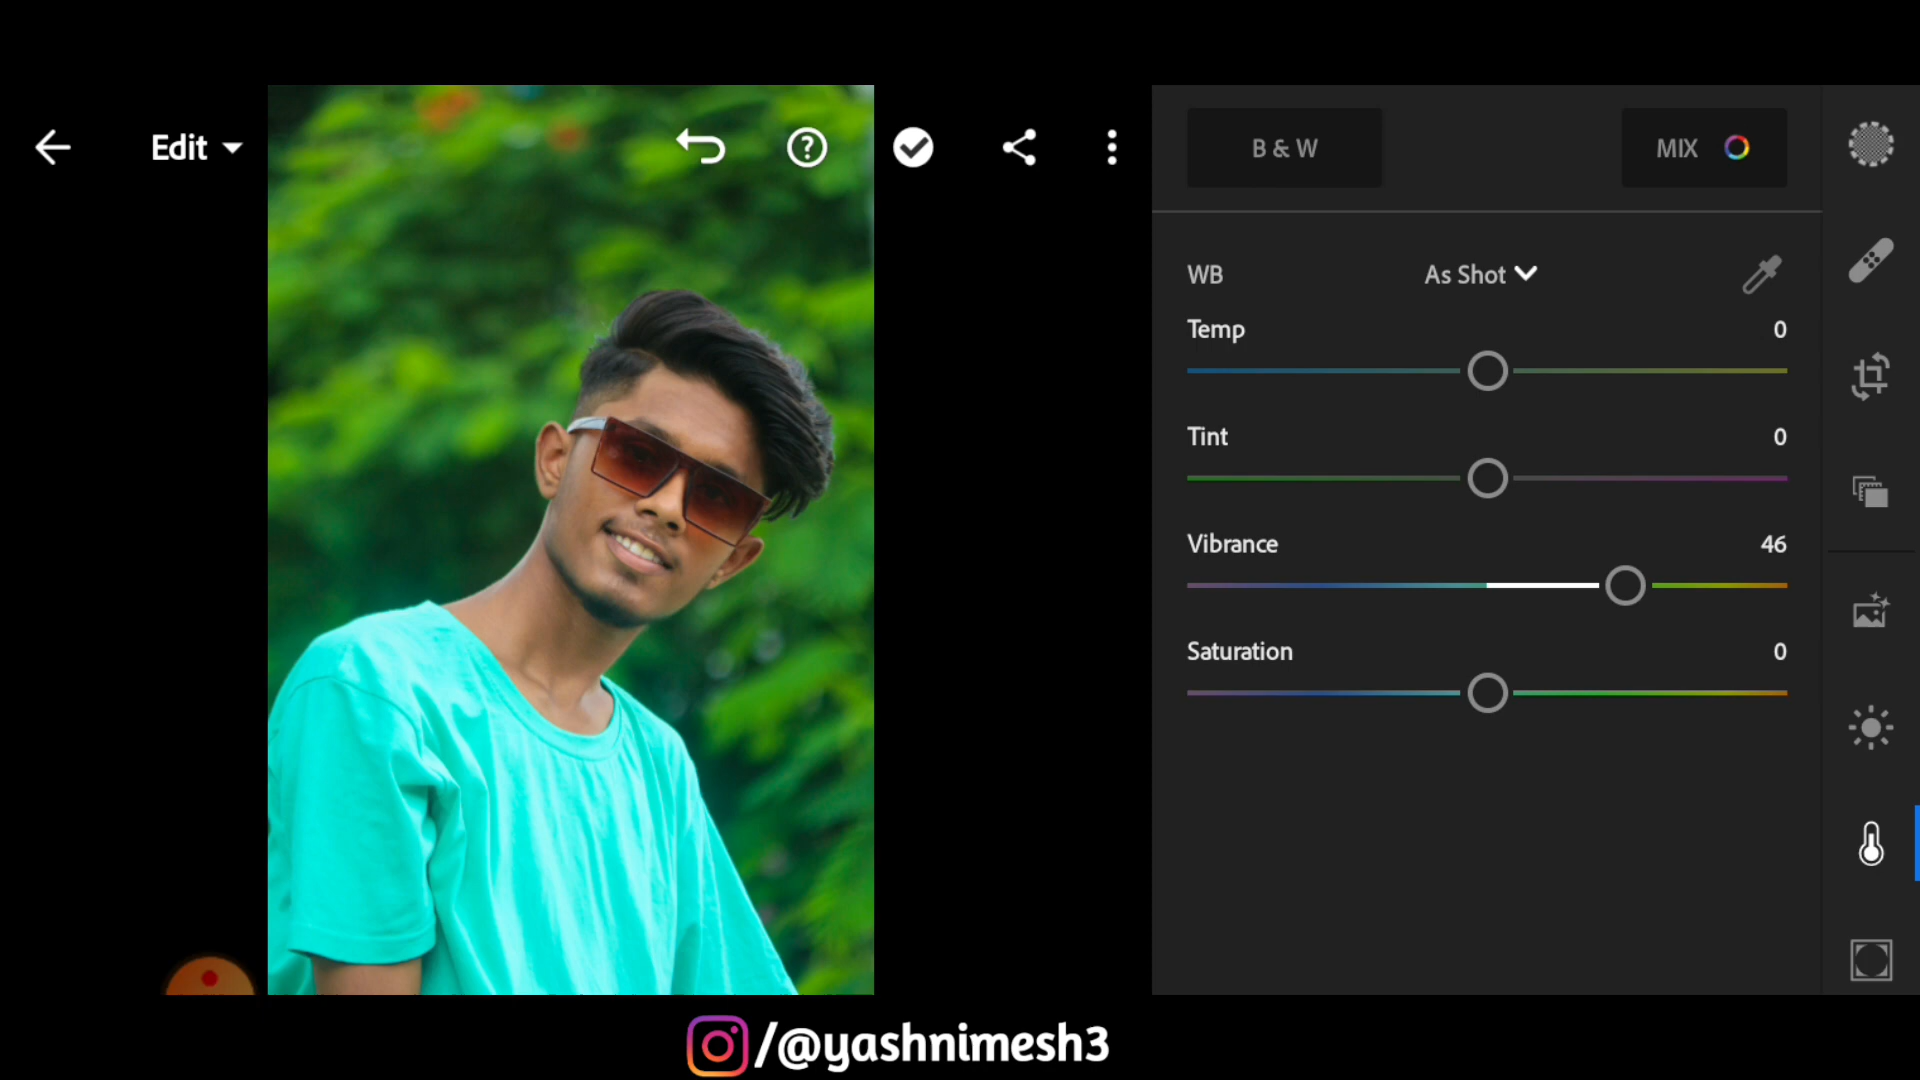 Edit
B & W
MIX
WB
As Shot
Temp
0
Tint
0
Vibrance
46
Saturation
0
/@yashnimesh3